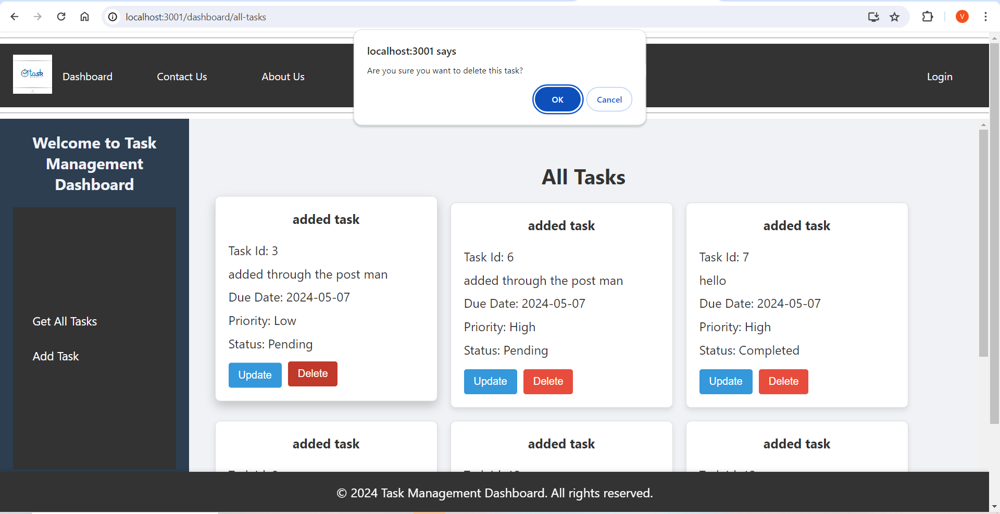 localhost:3001/dashboard/all-tasks
V
localhost:3001 says
Are you sure you want to delete this task?
OK
Cancel
task
Dashboard
Contact Us
About Us
Login
Welcome to Task
Management
Dashboard
Get All Tasks
Add Task
All Tasks
added task
Task Id: 3
added through the post man
Due Date: 2024-05-07
Priority: Low
Status: Pending
Update
Delete
added task
Task Id: 6
added through the post man
Due Date: 2024-05-07
Priority: High
Status: Pending
Update
Delete
added task
Task Id: 7
hello
Due Date: 2024-05-07
Priority: High
Status: Completed
Update
Delete
added task
added task
added task
© 2024 Task Management Dashboard. All rights reserved.